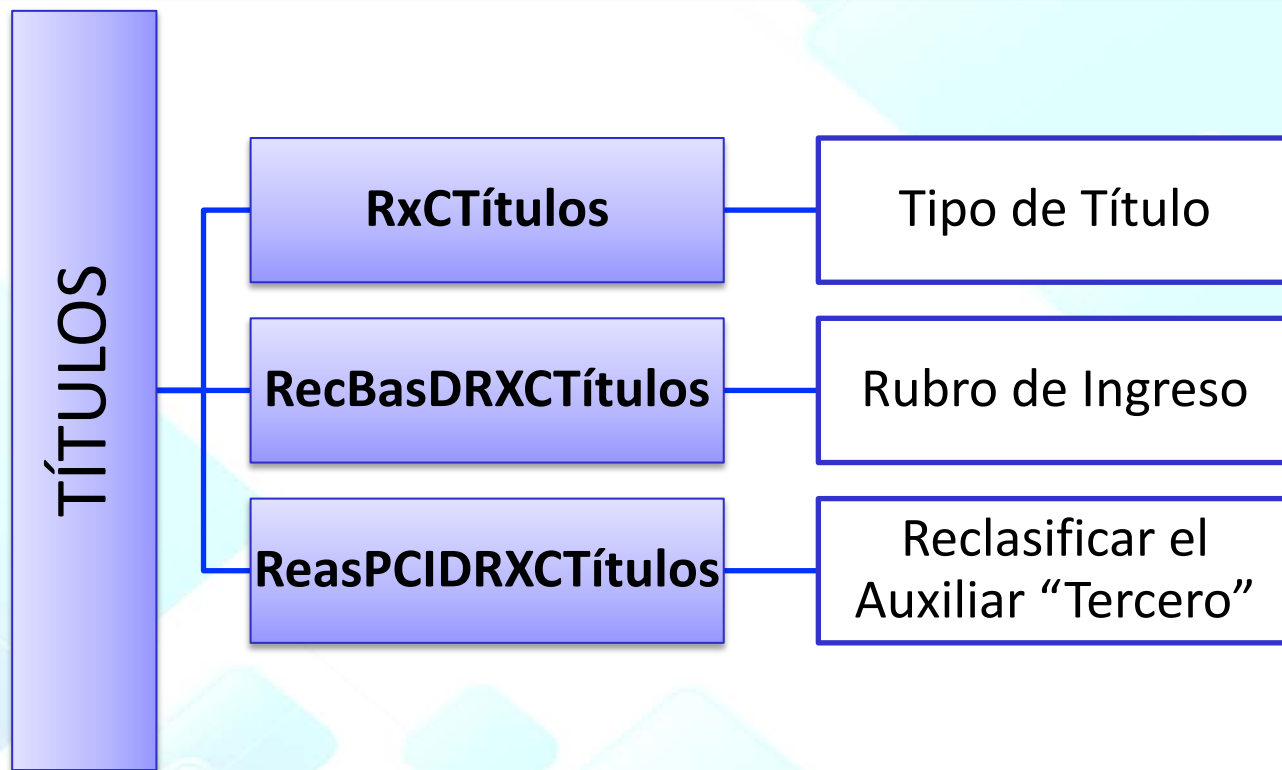 TÍTULOS
RxCTítulos
Tipo de Título
RecBasDRXCTítulos
Rubro de Ingreso
ReasPCIDRXCTítulos
Reclasificar el
Auxiliar “Tercero”